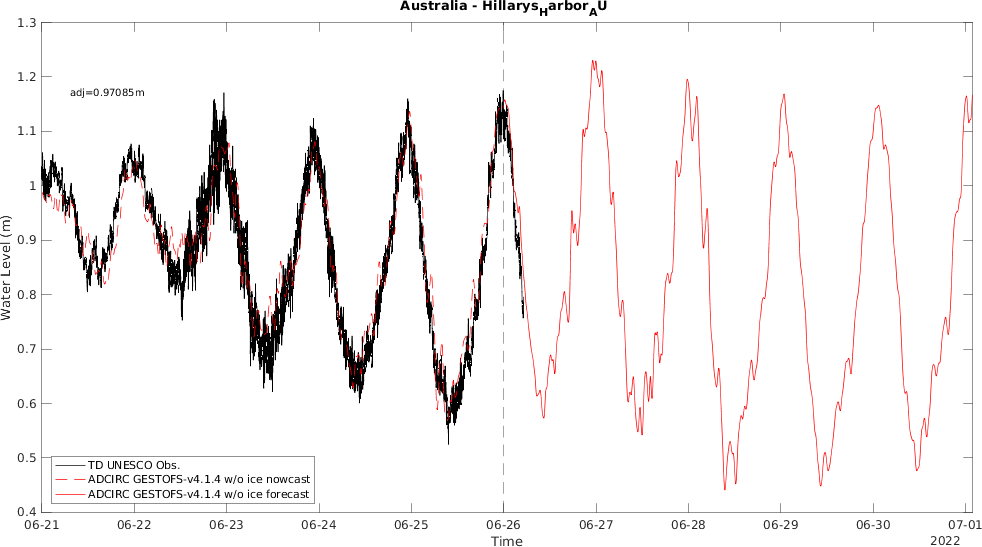 Australia - HillarysHarborAU
1.3
1.2
1.1
1
0.9
0.8
0.7
0.6
0.5
0.4
Water Level (m)
adj=0.97085m
TD UNESCO Obs.
ADCIRC GESTOFS-v4.1.4 w/o ice nowcast
ADCIRC GESTOFS-v4.1.4 w/o ice forecast
06-21 06-22 06-23 06-24 06-25 06-26 06-27 06-28 06-29 06-30 07-01
Time
2022